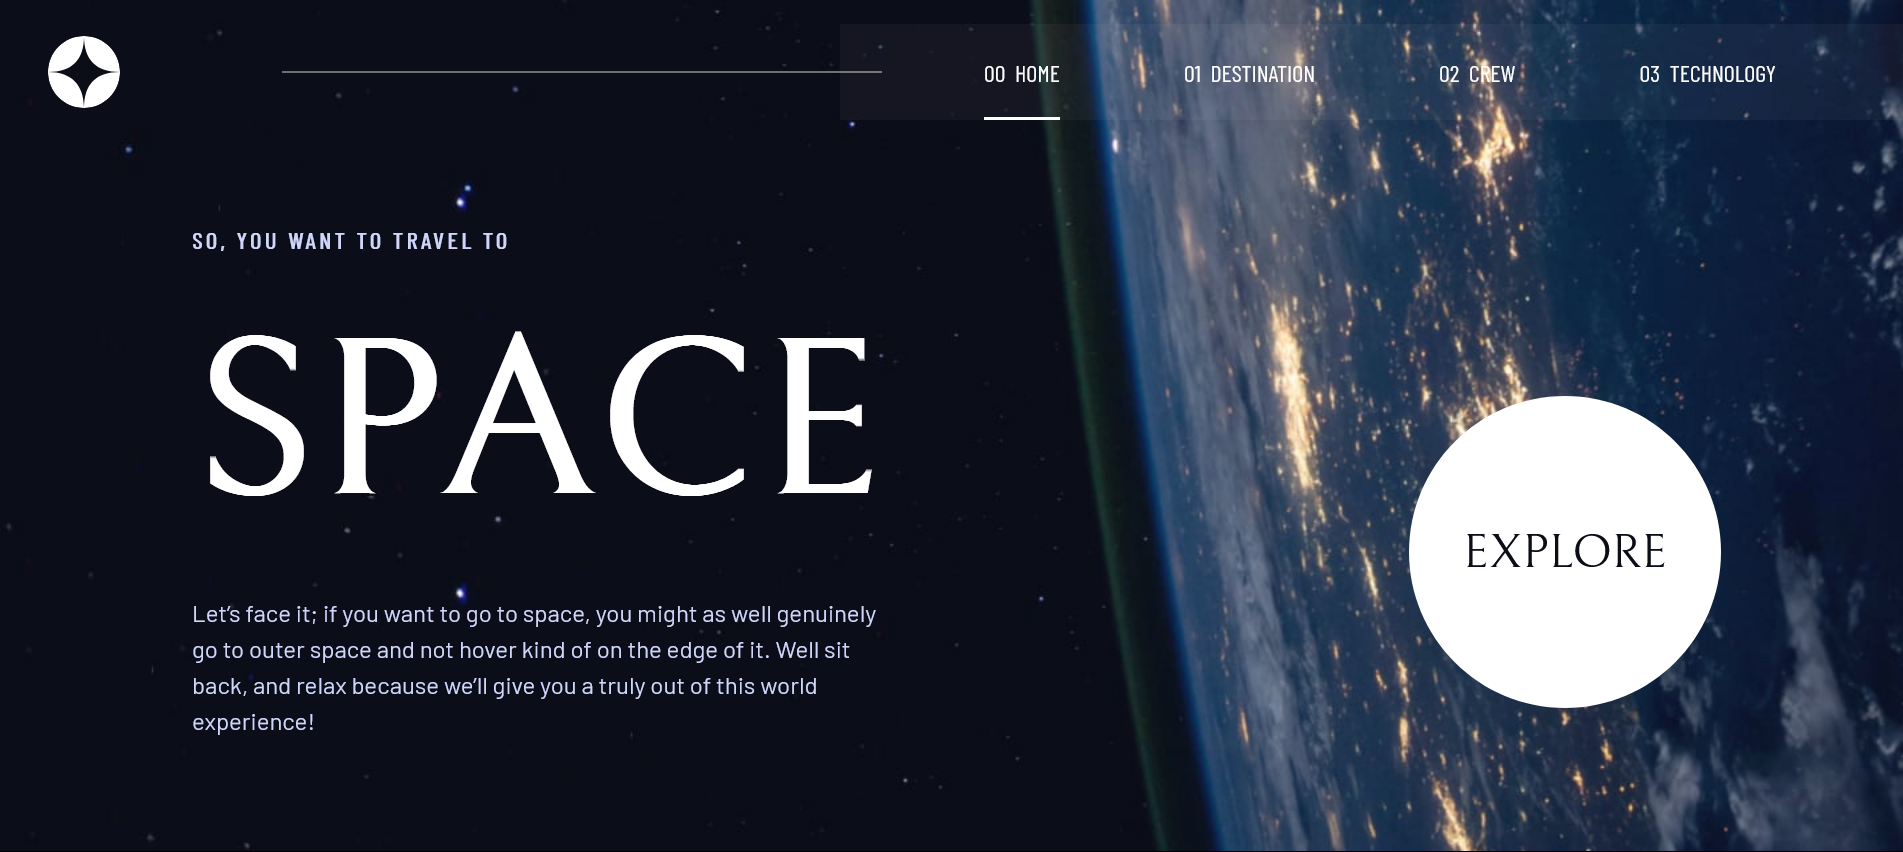 00 HOME 01 DESTINATION 02 CREW 03 TECHNOLOGY
SO, YOU WANT TO TRAVEL TO
SPACE
Let’s face it; if you want to go to space, you might as well genuinely
go to outer space and not hover kind of on the edge of it. Well sit
back, and relax because we’ll give you a truly out of this world
experience!
EXPLORE